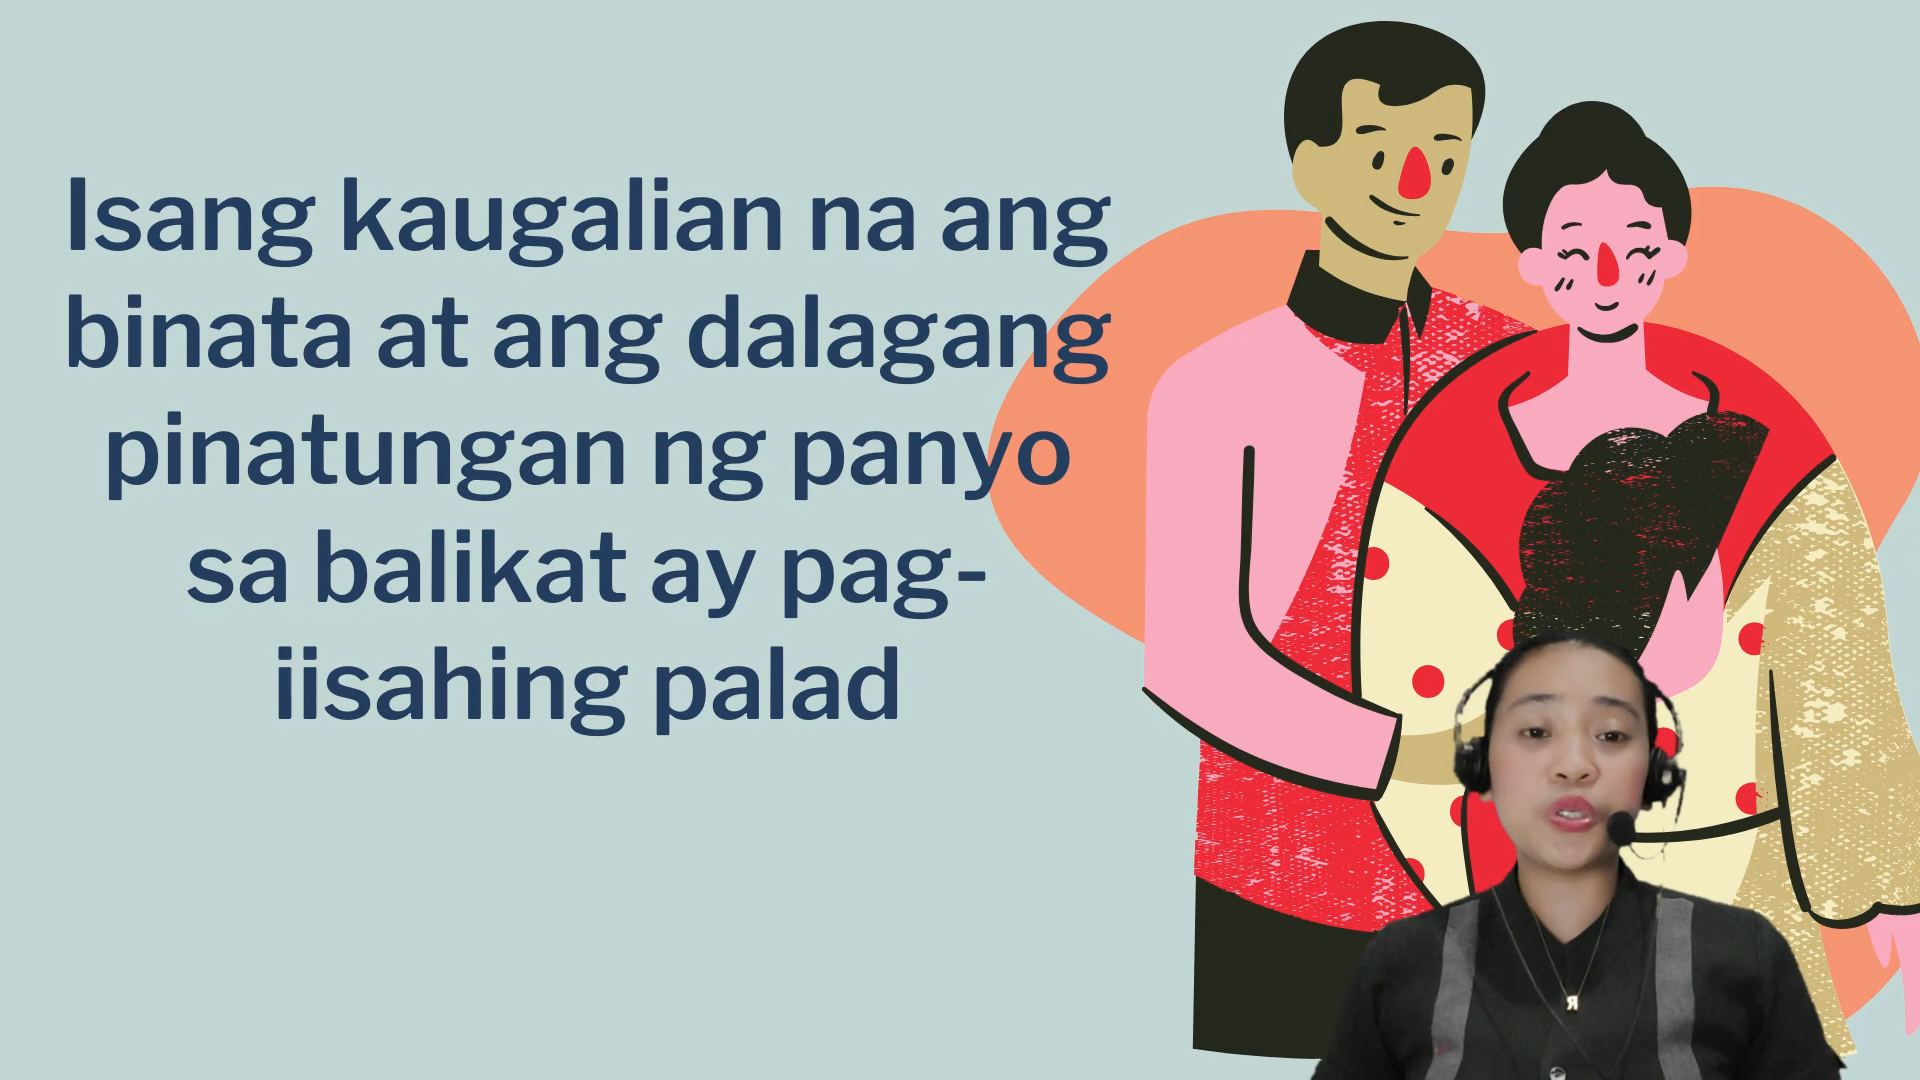 Isang kaugalian na ang
binata at ang dalagang
pinatungan ng panyo
sa balikat ay pag-
iisahing palad